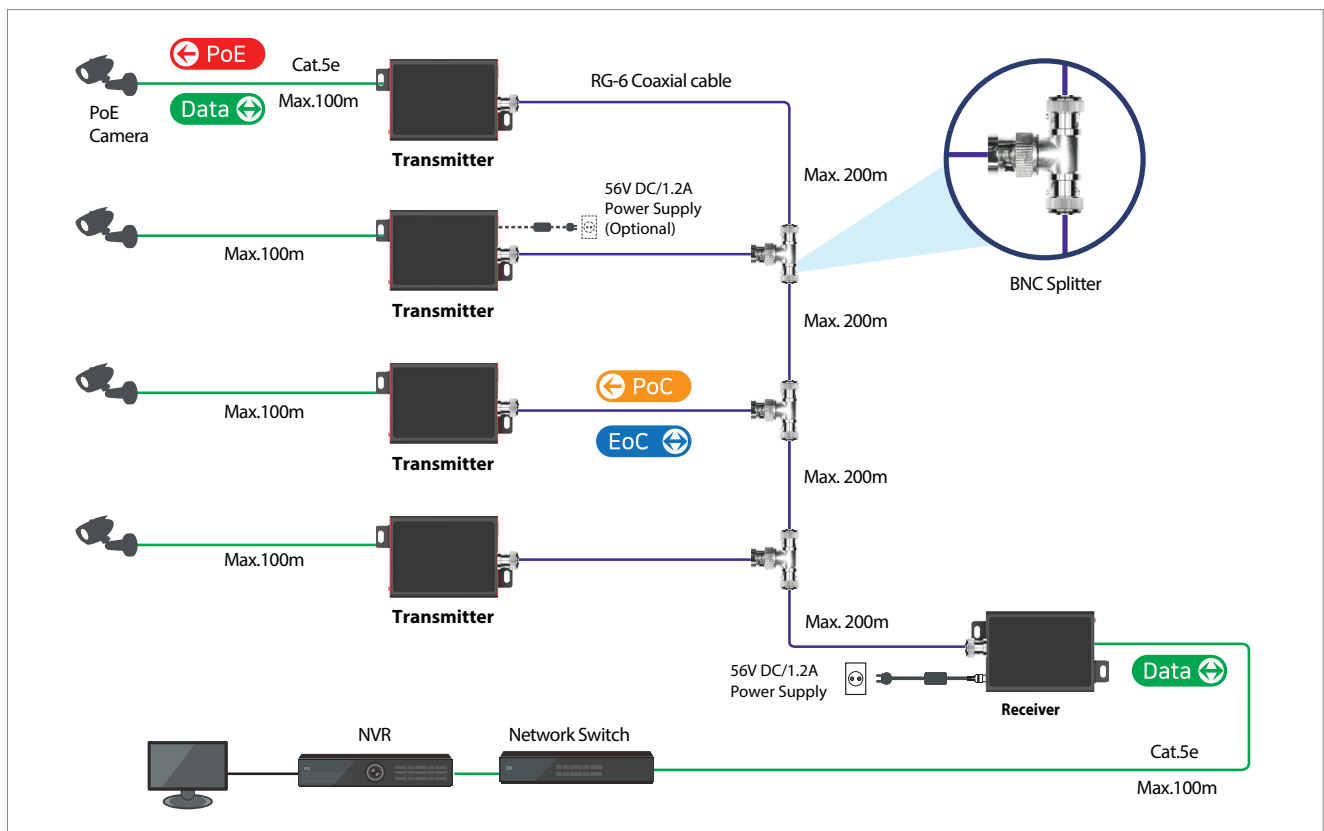 PoE
Cat.5e
Data
Max.100m
PoE
Camera
Transmitter
RG-6 Coaxial cable
Max. 200m
56V DC/1.2A
Power Supply
(Optional)
Max.100m
Transmitter
BNC Splitter
Max. 200m
PoC
Max.100m
EoC
Transmitter
Max. 200m
Max.100m
Transmitter
Max. 200m
56V DC/1.2A
Power Supply
Data
Receiver
NVR
Network Switch
Cat.5e
Max.100m